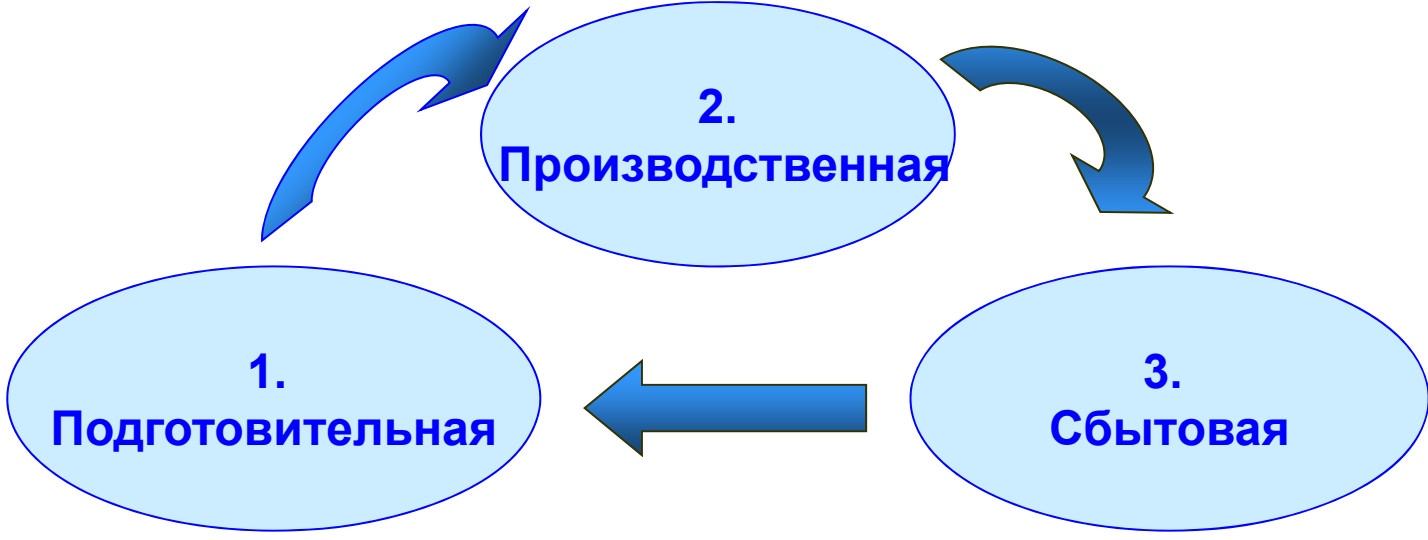 1.
Подготовительная
2.
Производственная
3.
Сбытовая